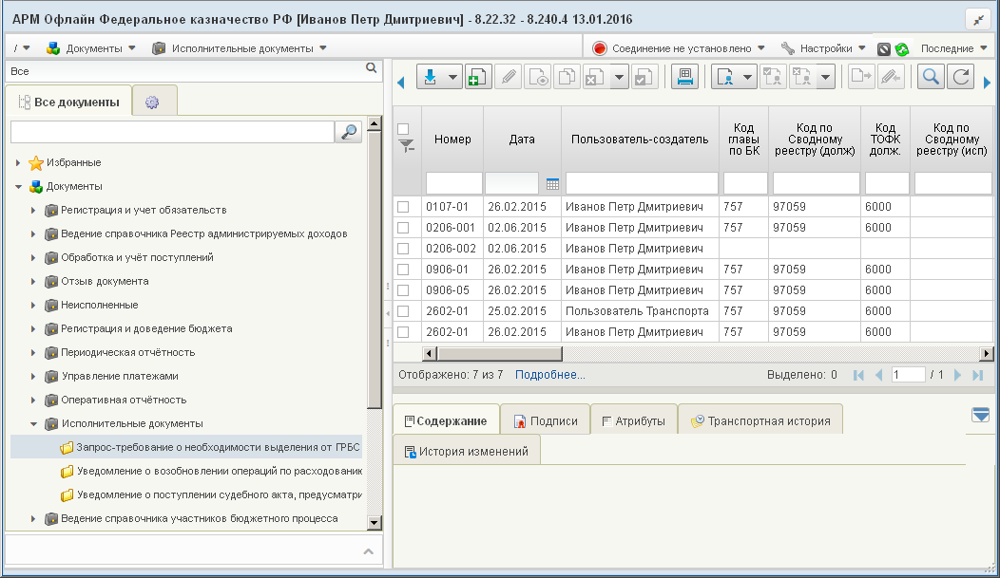 АРМ Офлайн Федеральное казначество РФ [Иванов Петр Дмитриевич] - 8.22.32 - 8.240.4 13.01.2016
/ Документы Исполнительные документы Соединение не установлено Настройки Последние
Все
Все документы
Избранные
Документы
Регистрация и учет обязательств
Ведение справочника Реестр администрируемых доходов
Обработка и учёт поступлений
Отзыв документа
Неисполненные
Регистрация и доведение бюджета
Периодическая отчётность
Управление платежами
Оперативная отчётность
Исполнительные документы
Запрос-требование о необходимости выделения от ГРБС
Уведомление о возобновлении операций по расходованию
Уведомление о поступлении судебного акта, предусматри
Ведение справочника участников бюджетного процесса
Номер Дата Пользователь-создатель Код главы по БК Код по Сводному реестру (долж) Код ТОФК долж. Код по Сводному реестру (исп)
0107-01 26.02.2015 Иванов Петр Дмитриевич 757 97059 6000
0206-001 02.06.2015 Иванов Петр Дмитриевич 757 97059 6000
0206-002 02.06.2015 Иванов Петр Дмитриевич
0906-01 26.02.2015 Иванов Петр Дмитриевич 757 97059 6000
0906-05 26.02.2015 Иванов Петр Дмитриевич 757 97059 6000
2602-01 25.02.2015 Пользователь Транспорта 757 97059 6000
2602-01 26.02.2015 Иванов Петр Дмитриевич 757 97059 6000
Отображено: 7 из 7 Подробнее... Выделено: 0 1 / 1
Содержание Подписи Атрибуты Транспортная история
История изменений